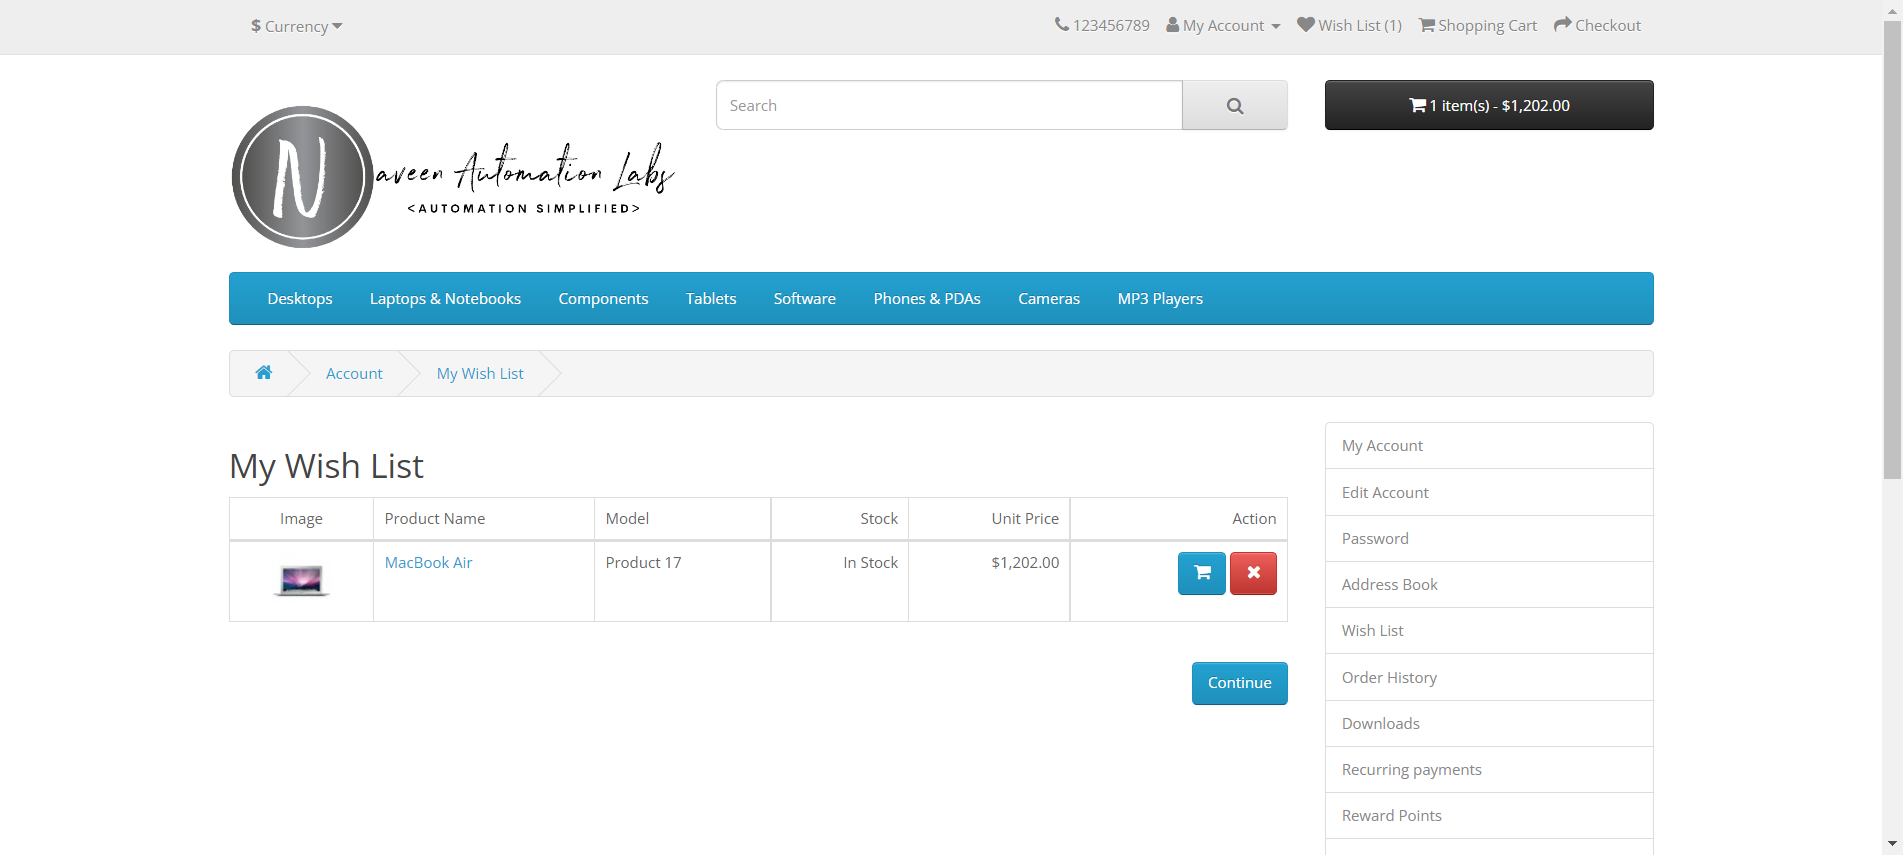 $ Currency
123456789 My Account Wish List (1) Shopping Cart Checkout
Search
1 item(s) - $1,202.00
Naveen Automation Labs
<AUTOMATION SIMPLIFIED>
Desktops Laptops & Notebooks Components Tablets Software Phones & PDAs Cameras MP3 Players
Account My Wish List
My Wish List
Image Product Name Model Stock Unit Price Action
MacBook Air Product 17 In Stock $1,202.00
Continue
My Account
Edit Account
Password
Address Book
Wish List
Order History
Downloads
Recurring payments
Reward Points